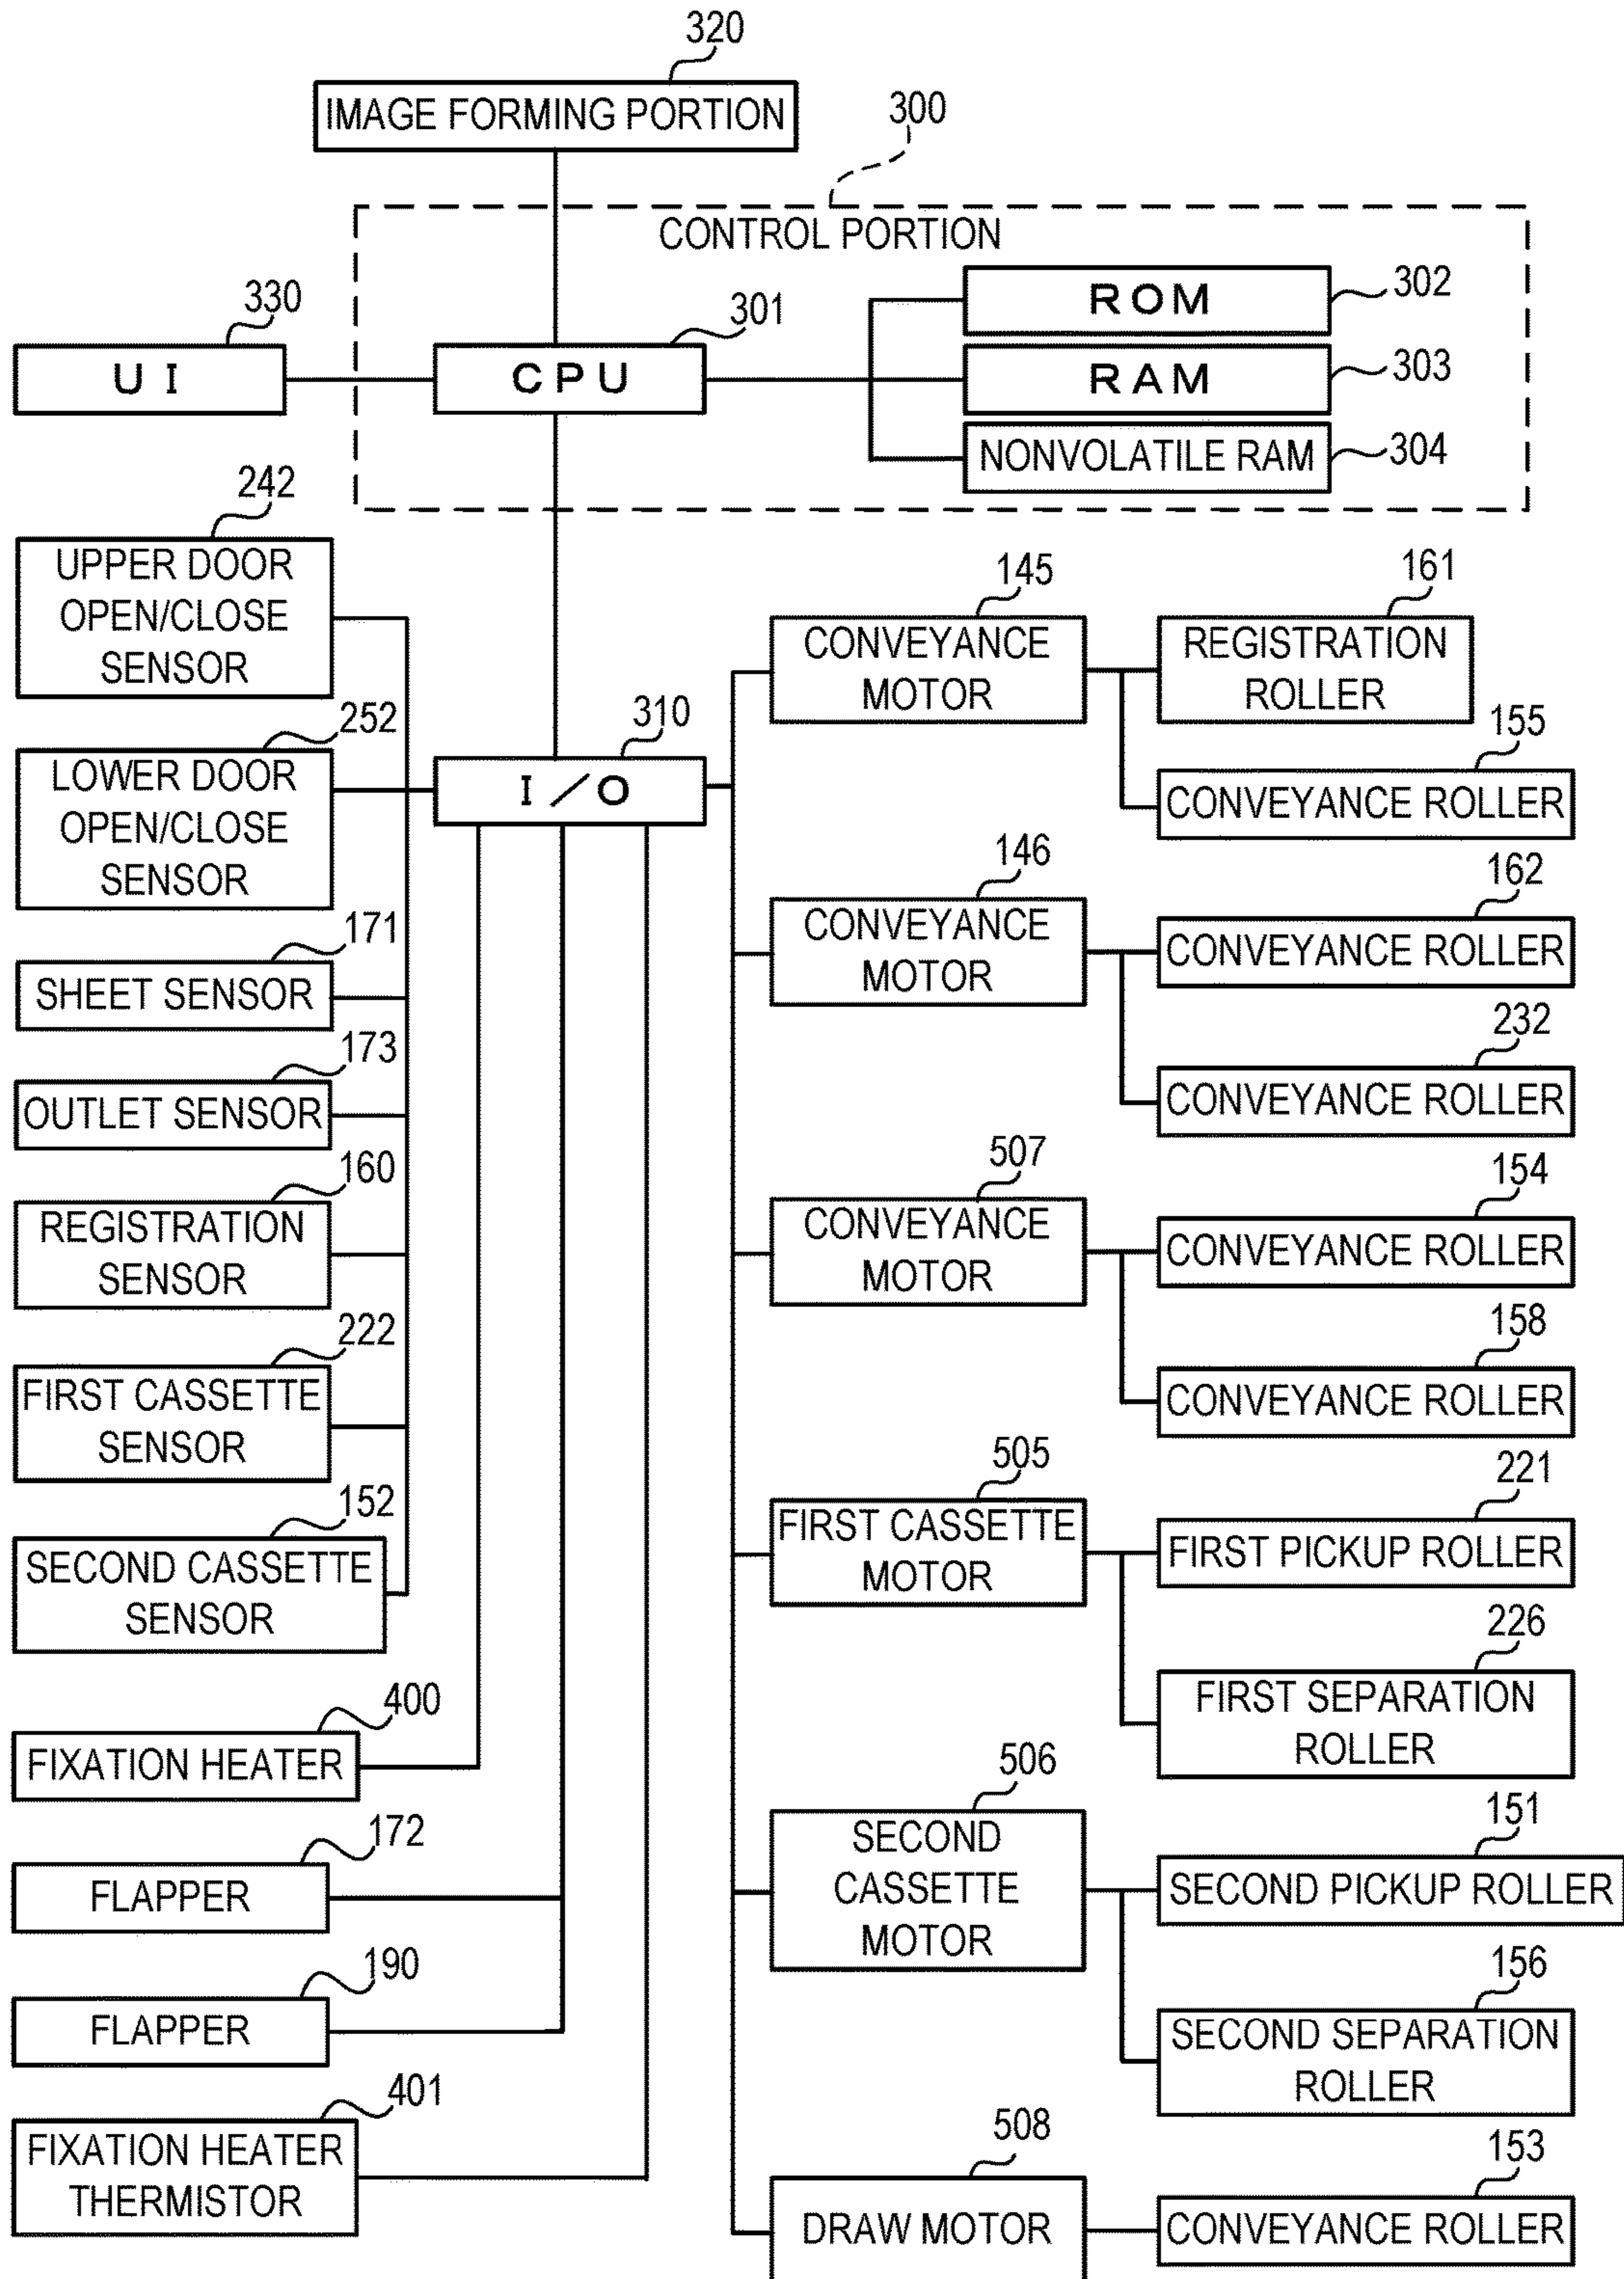 320
IMAGE FORMING PORTION
300
CONTROL PORTION
302
ROM
330
301
UI
CPU
RAM
303
NONVOLATILE RAM
304
242
UPPER DOOR
OPEN/CLOSE
SENSOR
252
LOWER DOOR
OPEN/CLOSE
SENSOR
310
I/O
171
SHEET SENSOR
173
OUTLET SENSOR
160
REGISTRATION
SENSOR
222
FIRST CASSETTE
SENSOR
152
SECOND CASSETTE
SENSOR
400
FIXATION HEATER
172
FLAPPER
190
FLAPPER
401
FIXATION HEATER
THERMISTOR
145
CONVEYANCE
MOTOR
161
REGISTRATION
ROLLER
155
CONVEYANCE ROLLER
146
CONVEYANCE
MOTOR
162
CONVEYANCE ROLLER
232
CONVEYANCE ROLLER
507
CONVEYANCE
MOTOR
154
CONVEYANCE ROLLER
158
CONVEYANCE ROLLER
505
FIRST CASSETTE
MOTOR
221
FIRST PICKUP ROLLER
226
FIRST SEPARATION
ROLLER
506
SECOND
CASSETTE
MOTOR
151
SECOND PICKUP ROLLER
156
SECOND SEPARATION
ROLLER
508
DRAW MOTOR
153
CONVEYANCE ROLLER